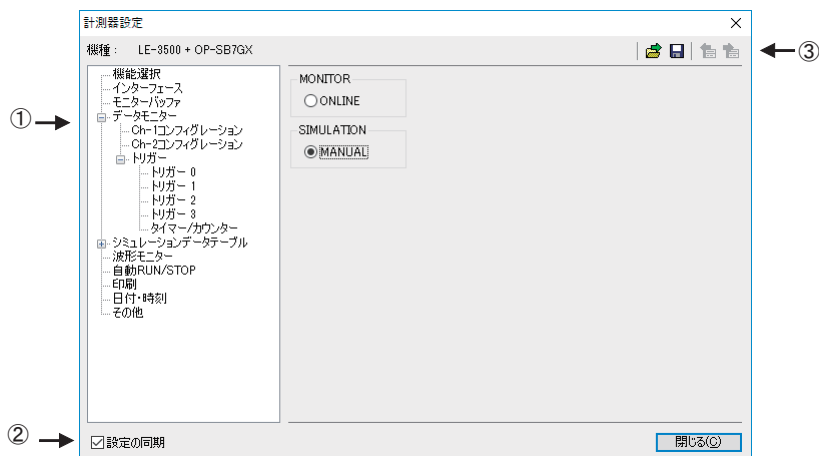 計測器設定
機種： LE-3500 + OP-SB7GX
③
①
機能選択
インターフェース
モニターバッファ
データモニター
Ch-1コンフィグレーション
Ch-2コンフィグレーション
トリガー
トリガー 0
トリガー 1
トリガー 2
トリガー 3
タイマー/カウンター
シミュレーションデータテーブル
波形モニター
自動RUN/STOP
印刷
日付・時刻
その他
MONITOR
ONLINE
SIMULATION
MANUAL
②
設定の同期
閉じる(C)